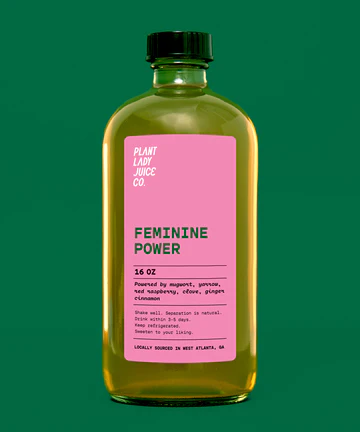 PLANT
LADY
JUICE
CO.
FEMININE
POWER
16 OZ
Powered by mugwort, yarrow,
red raspberry, clove, ginger
cinnamon
Shake well. Separation is natural.
Drink within 3-5 days.
Keep refrigerated.
Sweeten to your liking.
LOCALLY SOURCED IN WEST ATLANTA, GA